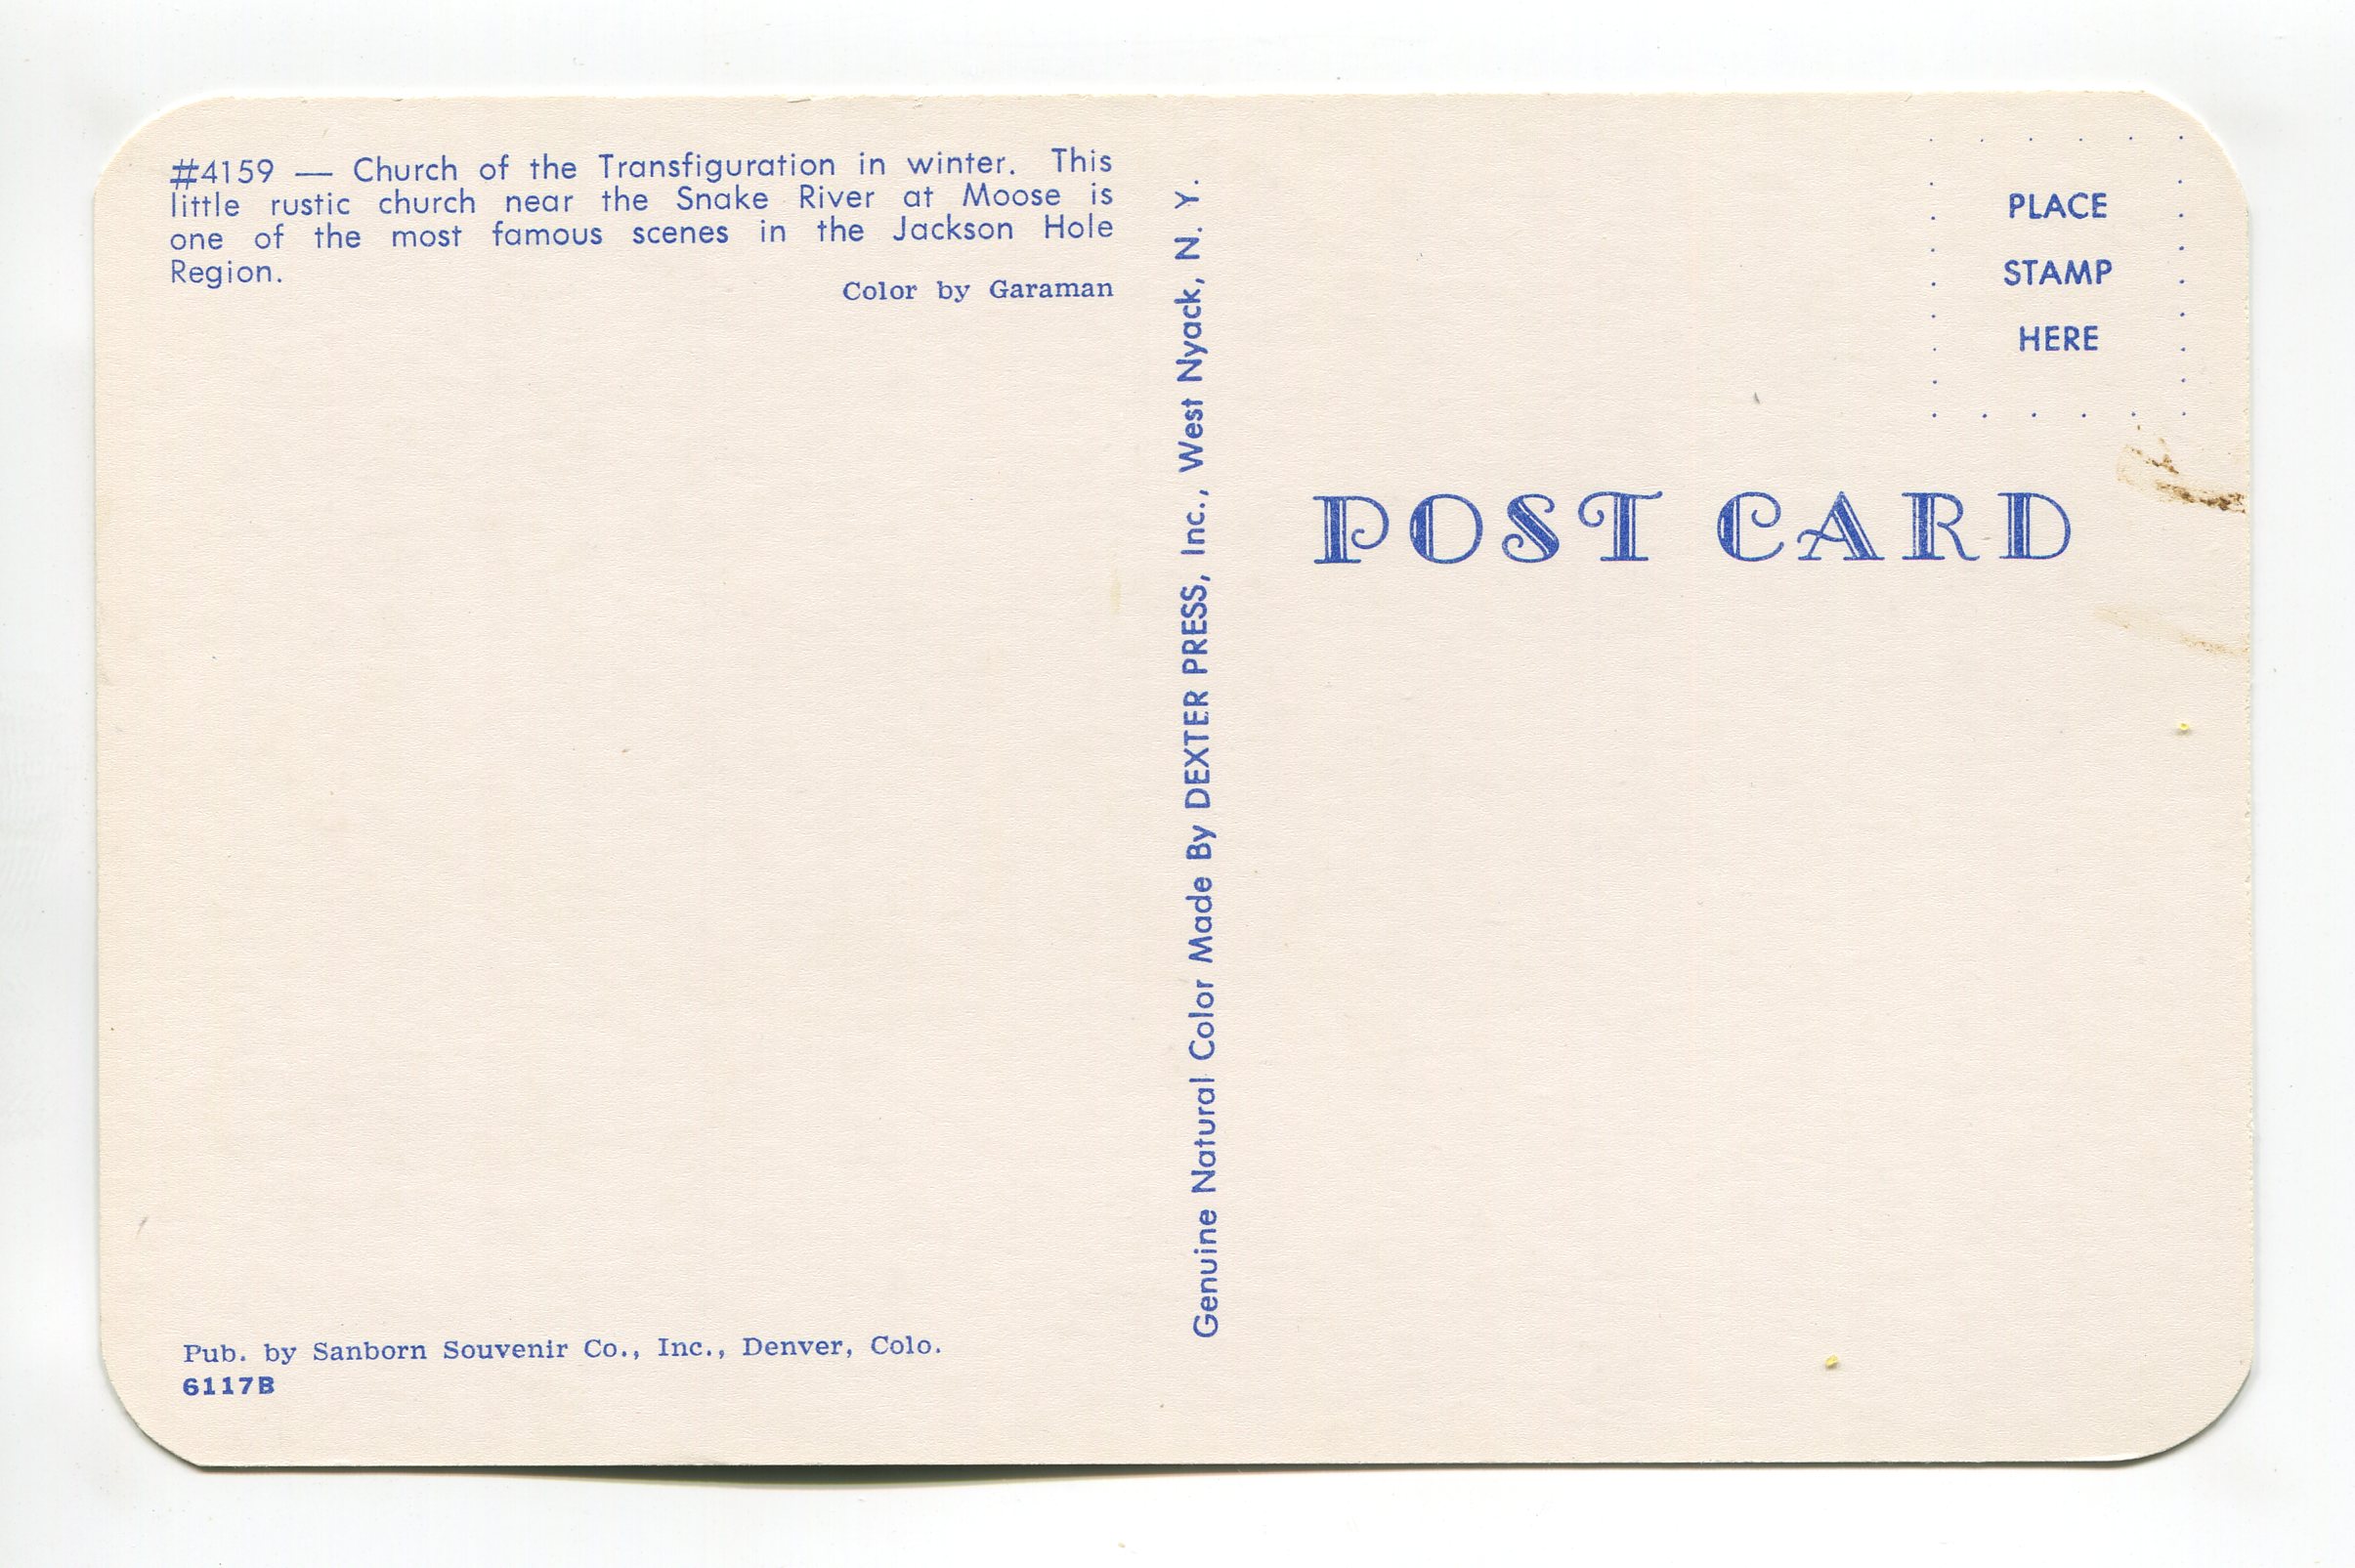 #4159 — Church of the Transfiguration in winter. This
little rustic church near the Snake River at Moose is
one of the most famous scenes in the Jackson Hole
Region.
Color by Garaman
Pub. by Sanborn Souvenir Co., Inc., Denver, Colo.
6117B
Genuine Natural Color Made By DEXTER PRESS, Inc., West Nyack, N. Y.
PLACE
STAMP
HERE
POST CARD